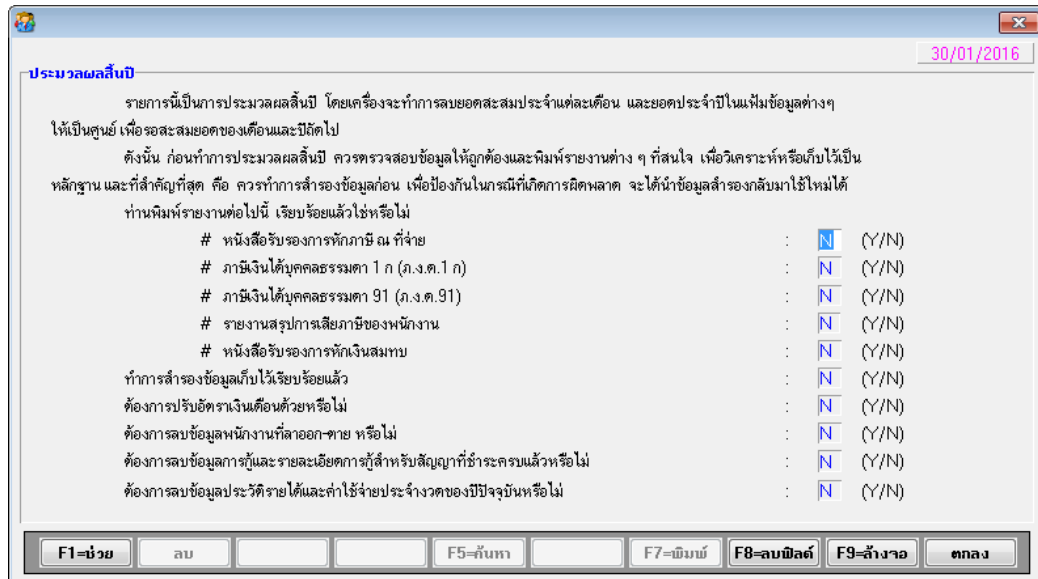 30/01/2016
ประมวลผลสิ้นปี
รายการนี้เป็นการประมวลผลสิ้นปี โดยเครื่องจะทำการลบยอดสะสมประจำแต่ละเดือน และยอดประจำปีในแฟ้มข้อมูลต่างๆ
ให้เป็นศูนย์ เพื่อรอสะสมยอดของเดือนและปีถัดไป
ดังนั้น ก่อนทำการประมวลผลสิ้นปี ควรตรวจสอบข้อมูลให้ถูกต้องและพิมพ์รายงานต่าง ๆ ที่สนใจ เพื่อวิเคราะห์หรือเก็บไว้เป็น
หลักฐาน และที่สำคัญที่สุด คือ ควรทำการสำรองข้อมูลก่อน เพื่อป้องกันในกรณีที่เกิดการผิดพลาด จะได้นำข้อมูลสำรองกลับมาใช้ใหม่ได้
ท่านพิมพ์รายงานต่อไปนี้ เรียบร้อยแล้วใช่หรือไม่
# หนังสือรับรองการหักภาษี ณ ที่จ่าย : N (Y/N)
# ภาษีเงินได้บุคคลธรรมดา 1 ก (ภ.ง.ด.1 ก) : N (Y/N)
# ภาษีเงินได้บุคคลธรรมดา 91 (ภ.ง.ด.91) : N (Y/N)
# รายงานสรุปการเสียภาษีของพนักงาน : N (Y/N)
# หนังสือรับรองการหักเงินสมทบ : N (Y/N)
ทำการสำรองข้อมูลเก็บไว้เรียบร้อยแล้ว : N (Y/N)
ต้องการปรับอัตราเงินเดือนด้วยหรือไม่ : N (Y/N)
ต้องการลบข้อมูลพนักงานที่ลาออก-ตาย หรือไม่ : N (Y/N)
ต้องการลบข้อมูลการกู้และรายละเอียดการกู้สำหรับสัญญาที่ชำระครบแล้วหรือไม่ : N (Y/N)
ต้องการลบข้อมูลประวัติรายได้และค่าใช้จ่ายประจำงวดของปีปัจจุบันหรือไม่ : N (Y/N)
F1=ช่วย ลบ F5=ค้นหา F7=พิมพ์ F8=ลบฟิลด์ F9=ล้างจอ ตกลง